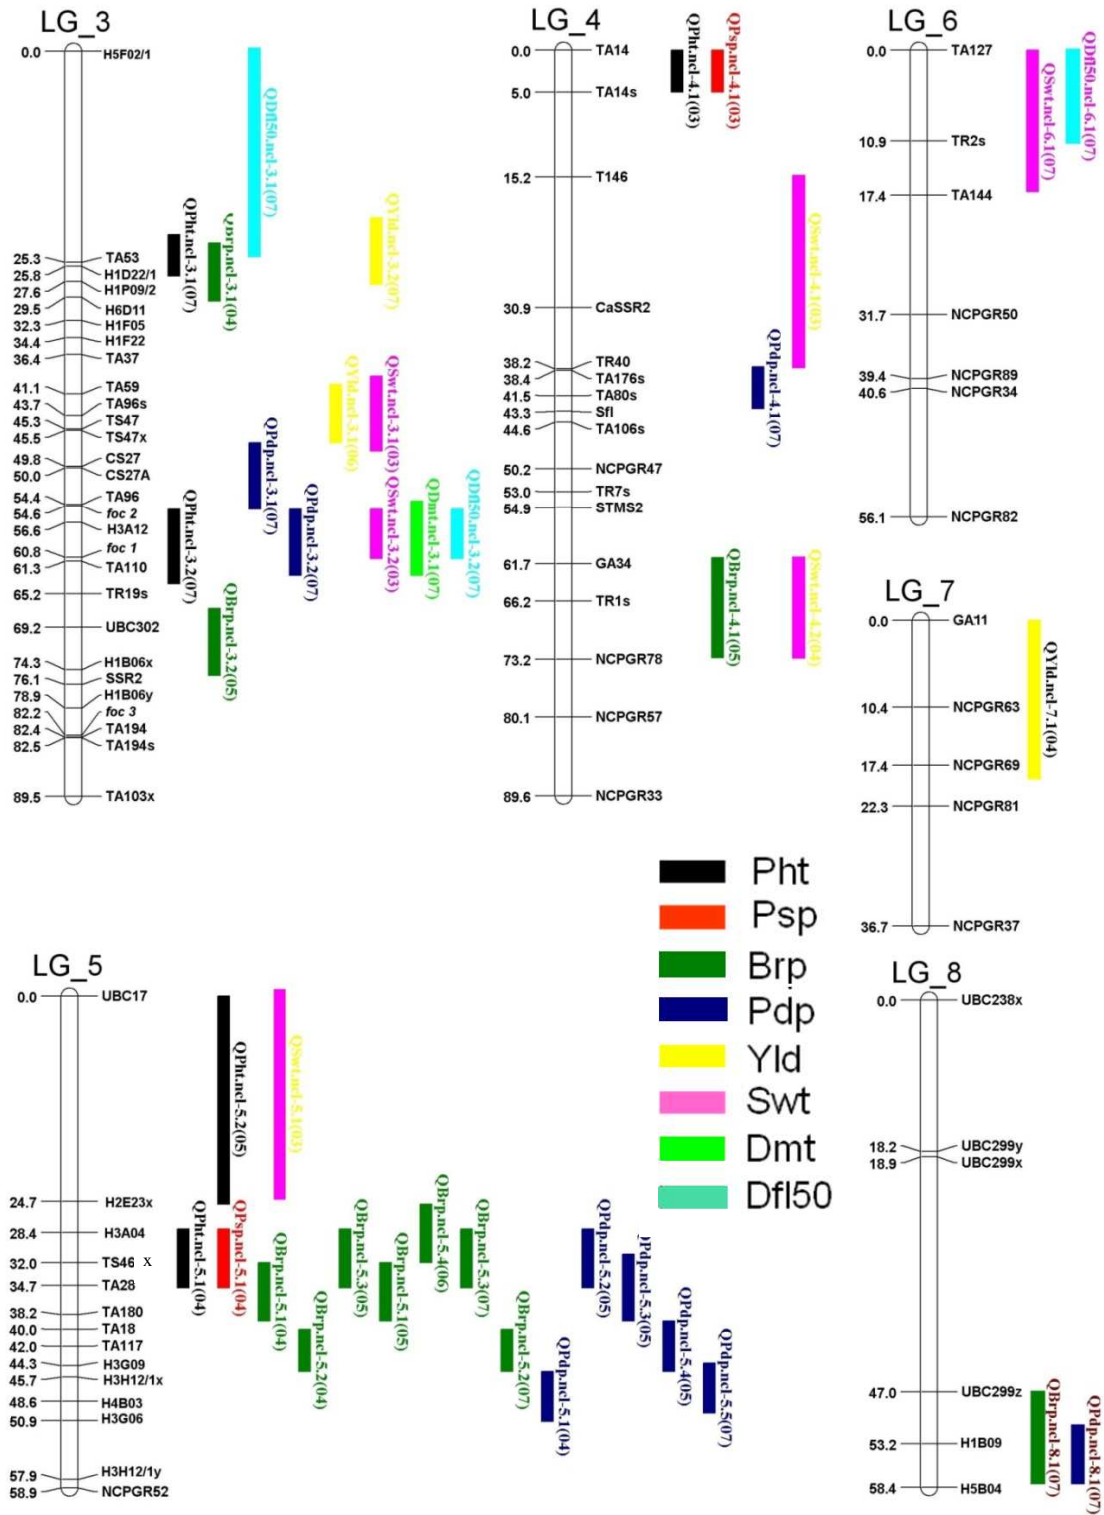 LG_3
0.0 H5F02/1
25.3 TA53
25.8 H1D22/1
27.6 H1P09/2
29.5 H6D11
32.3 H1F05
34.4 H1F22
36.4 TA37
41.1 TA59
43.7 TA96s
45.3 TS47
45.5 TS47x
49.8 CS27
50.0 CS27A
54.4 TA96
54.6 foc 2
56.6 H3A12
60.8 foc 1
61.3 TA110
65.2 TR19s
69.2 UBC302
74.3 H1B06x
76.1 SSR2
78.9 H1B06y
82.2 foc 3
82.4 TA194
82.5 TA194s
89.5 TA103x
QPht.ncl-3.1(07)
QBrp.ncl-3.1(04)
QDfl50.ncl-3.1(07)
QYld.ncl-3.2(07)
QYld.ncl-3.1(06)
QSwt.ncl-3.1(03)
QPdp.ncl-3.1(07)
QPht.ncl-3.2(07)
QPdp.ncl-3.2(07)
QSwt.ncl-3.2(03)
QDmt.ncl-3.1(07)
QDfl50.ncl-3.2(07)
QBrp.ncl-3.2(05)
LG_4
0.0 TA14
5.0 TA14s
15.2 T146
30.9 CaSSR2
38.2 TR40
38.4 TA176s
41.5 TA80s
43.3 Sfl
44.6 TA106s
50.2 NCPGR47
53.0 TR7s
54.9 STMS2
61.7 GA34
66.2 TR1s
73.2 NCPGR78
80.1 NCPGR57
89.6 NCPGR33
QPht.ncl-4.1(03)
QPsp.ncl-4.1(03)
QSwt.ncl-4.1(03)
QPdp.ncl-4.1(07)
QBrp.ncl-4.1(05)
QSwt.ncl-4.2(04)
LG_6
0.0 TA127
10.9 TR2s
17.4 TA144
31.7 NCPGR50
39.4 NCPGR89
40.6 NCPGR34
56.1 NCPGR82
QSwt.ncl-6.1(07)
QDfl50.ncl-6.1(07)
LG_7
0.0 GA11
10.4 NCPGR63
17.4 NCPGR69
22.3 NCPGR81
36.7 NCPGR37
QYld.ncl-7.1(04)
Pht
Psp
Brp
Pdp
Yld
Swt
Dmt
Dfl50
LG_5
0.0 UBC17
24.7 H2E23x
28.4 H3A04
32.0 TS46 x
34.7 TA28
38.2 TA180
40.0 TA18
42.0 TA117
44.3 H3G09
45.7 H3H12/1x
48.6 H4B03
50.9 H3G06
57.9 H3H12/1y
58.9 NCPGR52
QPht.ncl-5.2(05)
QSwt.ncl-5.1(03)
QPht.ncl-5.1(04)
QPsp.ncl-5.1(04)
QBrp.ncl-5.1(04)
QBrp.ncl-5.2(04)
QBrp.ncl-5.3(05)
QBrp.ncl-5.1(05)
QBrp.ncl-5.4(06)
QBrp.ncl-5.3(07)
QBrp.ncl-5.2(07)
QPdp.ncl-5.1(04)
QPdp.ncl-5.2(05)
Pdp.ncl-5.3(05)
QPdp.ncl-5.4(05)
QPdp.ncl-5.5(07)
LG_8
0.0 UBC238x
18.2 UBC299y
18.9 UBC299x
47.0 UBC299z
53.2 H1B09
58.4 H5B04
QBrp.ncl-8.1(07)
QPdp.ncl-8.1(07)